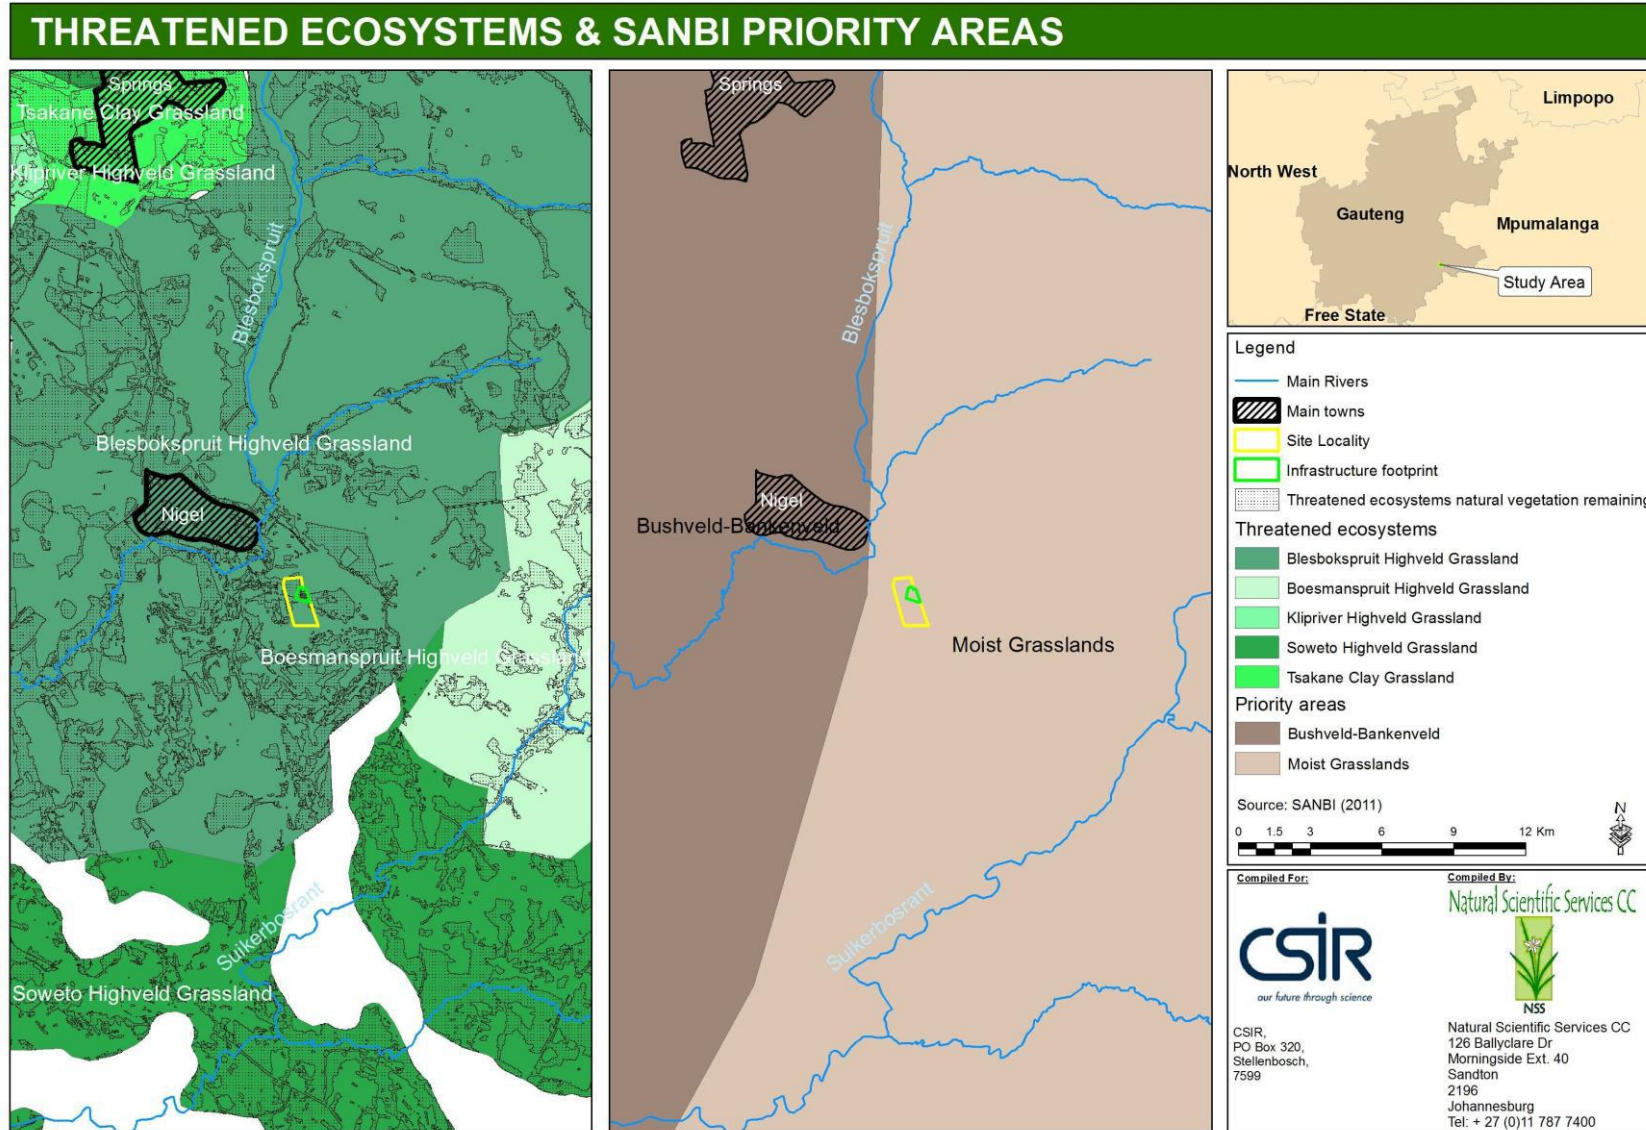 THREATENED ECOSYSTEMS & SANBI PRIORITY AREAS
Springs
Tsakane Clay Grassland
Klipriver Highveld Grassland
Blesbokspruit
Blesbokspruit Highveld Grassland
Nigel
Boesmanspruit Highveld Grassland
Suikerbosrant
Soweto Highveld Grassland
Springs
Blesbokspruit
Nigel
Bushveld-Bankenveld
Moist Grasslands
Suikerbosrant
Limpopo
North West
Gauteng
Mpumalanga
Study Area
Free State
Legend
Main Rivers
Main towns
Site Locality
Infrastructure footprint
Threatened ecosystems natural vegetation remaining
Threatened ecosystems
Blesbokspruit Highveld Grassland
Boesmanspruit Highveld Grassland
Klipriver Highveld Grassland
Soweto Highveld Grassland
Tsakane Clay Grassland
Priority areas
Bushveld-Bankenveld
Moist Grasslands
Source: SANBI (2011)
N
0 1.5 3 6 9 12 Km
Compiled For:
CSIR
our future through science
CSIR,
PO Box 320,
Stellenbosch,
7599
Compiled By:
Natural Scientific Services CC
NSS
Natural Scientific Services CC
126 Ballyclare Dr
Morningside Ext. 40
Sandton
2196
Johannesburg
Tel: + 27 (0)11 787 7400